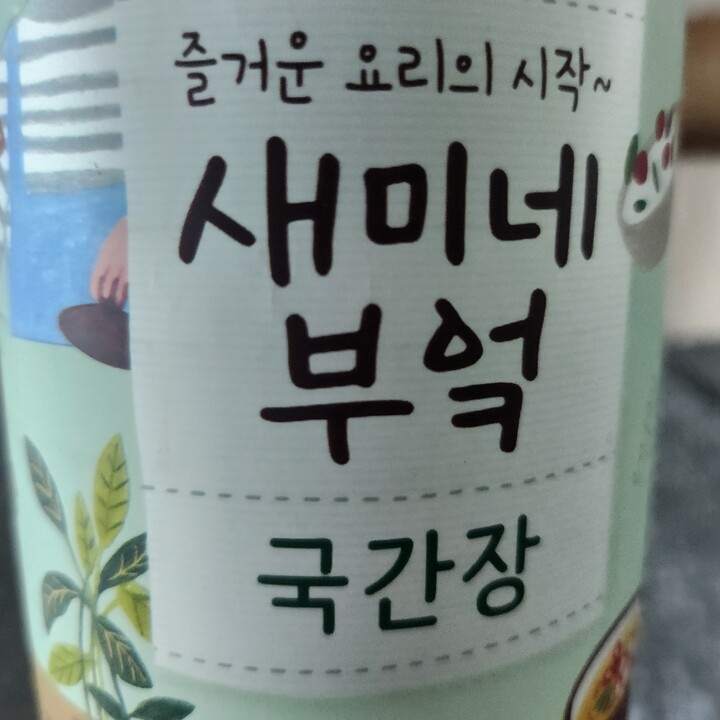 즐거운 요리의 시작~
새미네
부엌
국간장